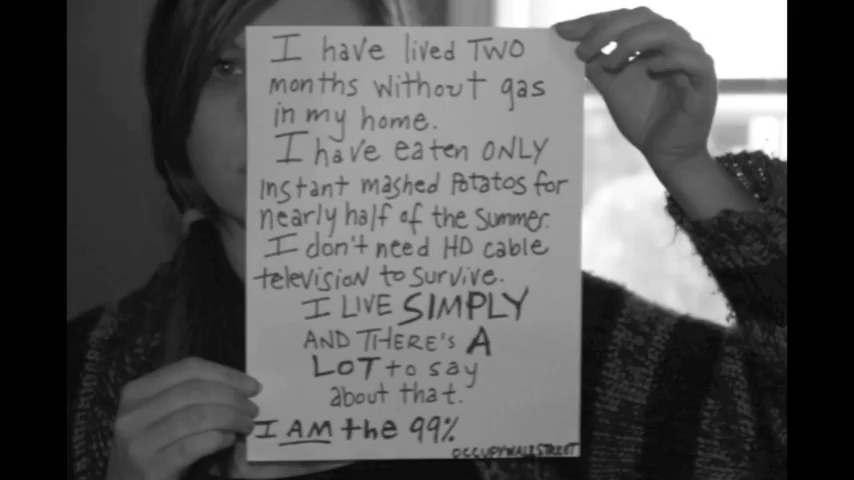 I have lived TWO
months without gas
in my home.
I have eaten ONLY
instant mashed Potatos for
nearly half of the summer.
I don't need HD cable
television to survive.
I LIVE SIMPLY
AND THERE'S A
LOT to say
about that.
I AM the 99%
OCCUPYWALLSTREET